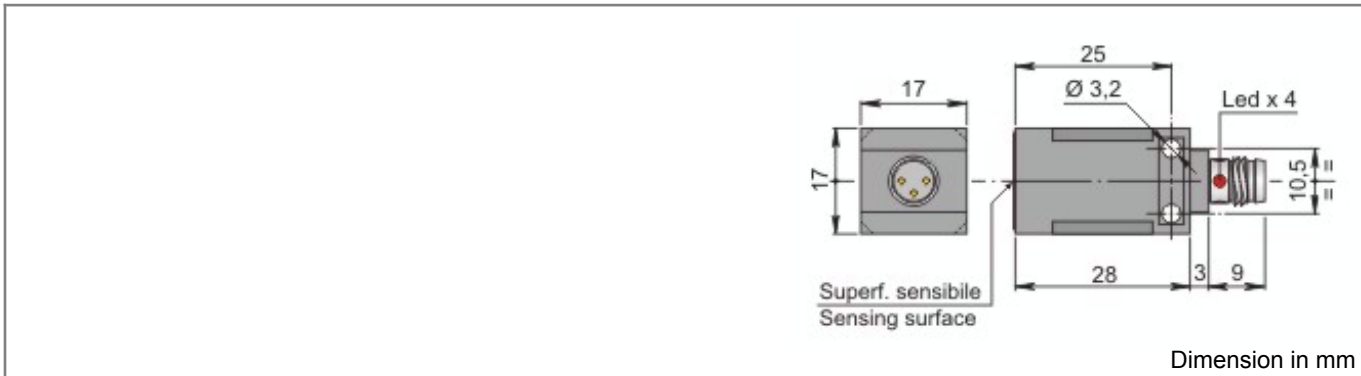 25
17
Ø 3,2
Led x 4
17
10,5
=
=
28
3
9
Superf. sensibile
Sensing surface
Dimension in mm